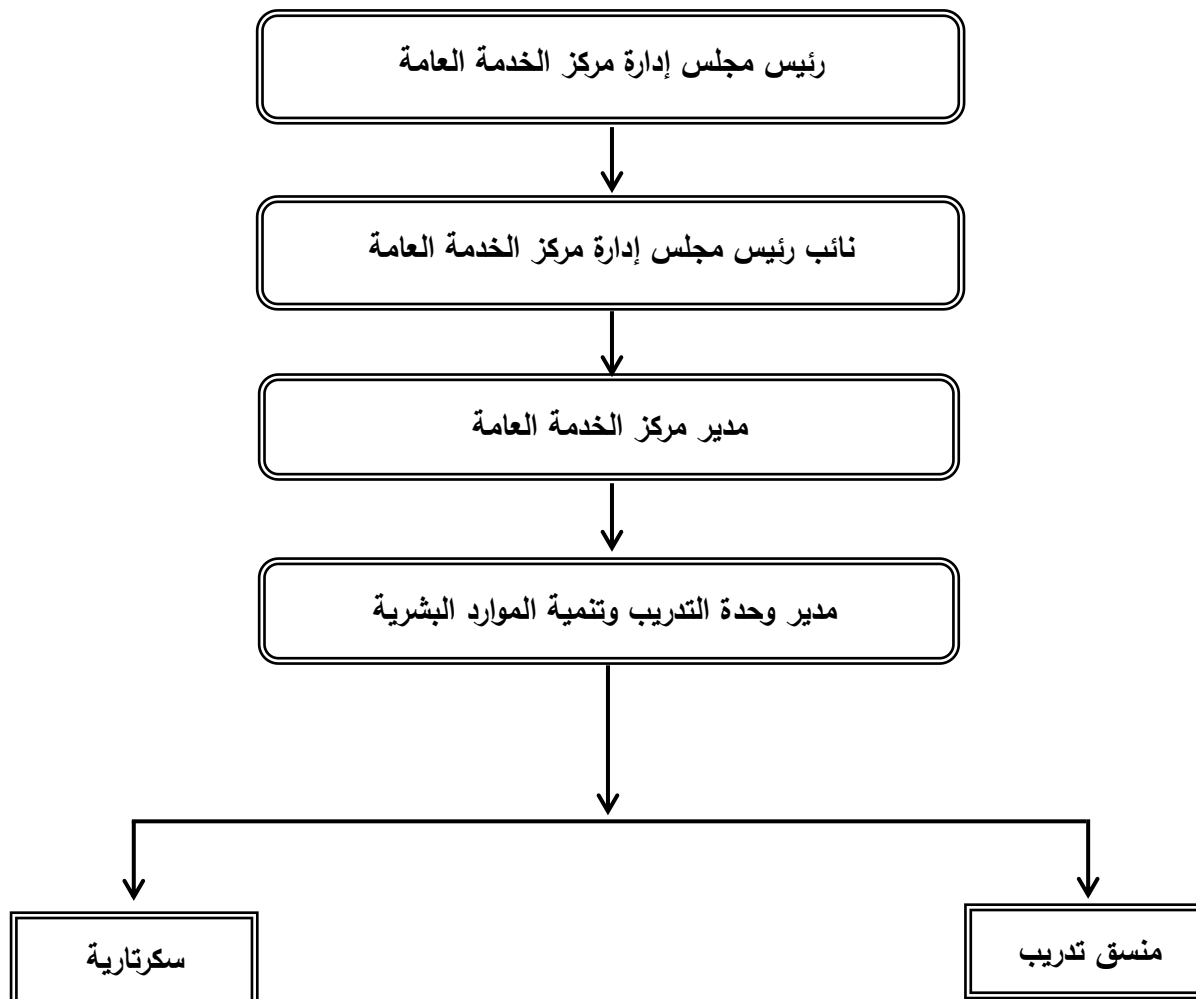 رئيس مجلس إدارة مركز الخدمة العامة
نائب رئيس مجلس إدارة مركز الخدمة العامة
مدير مركز الخدمة العامة
مدير وحدة التدريب وتنمية الموارد البشرية
منسق تدريب
سكرتارية